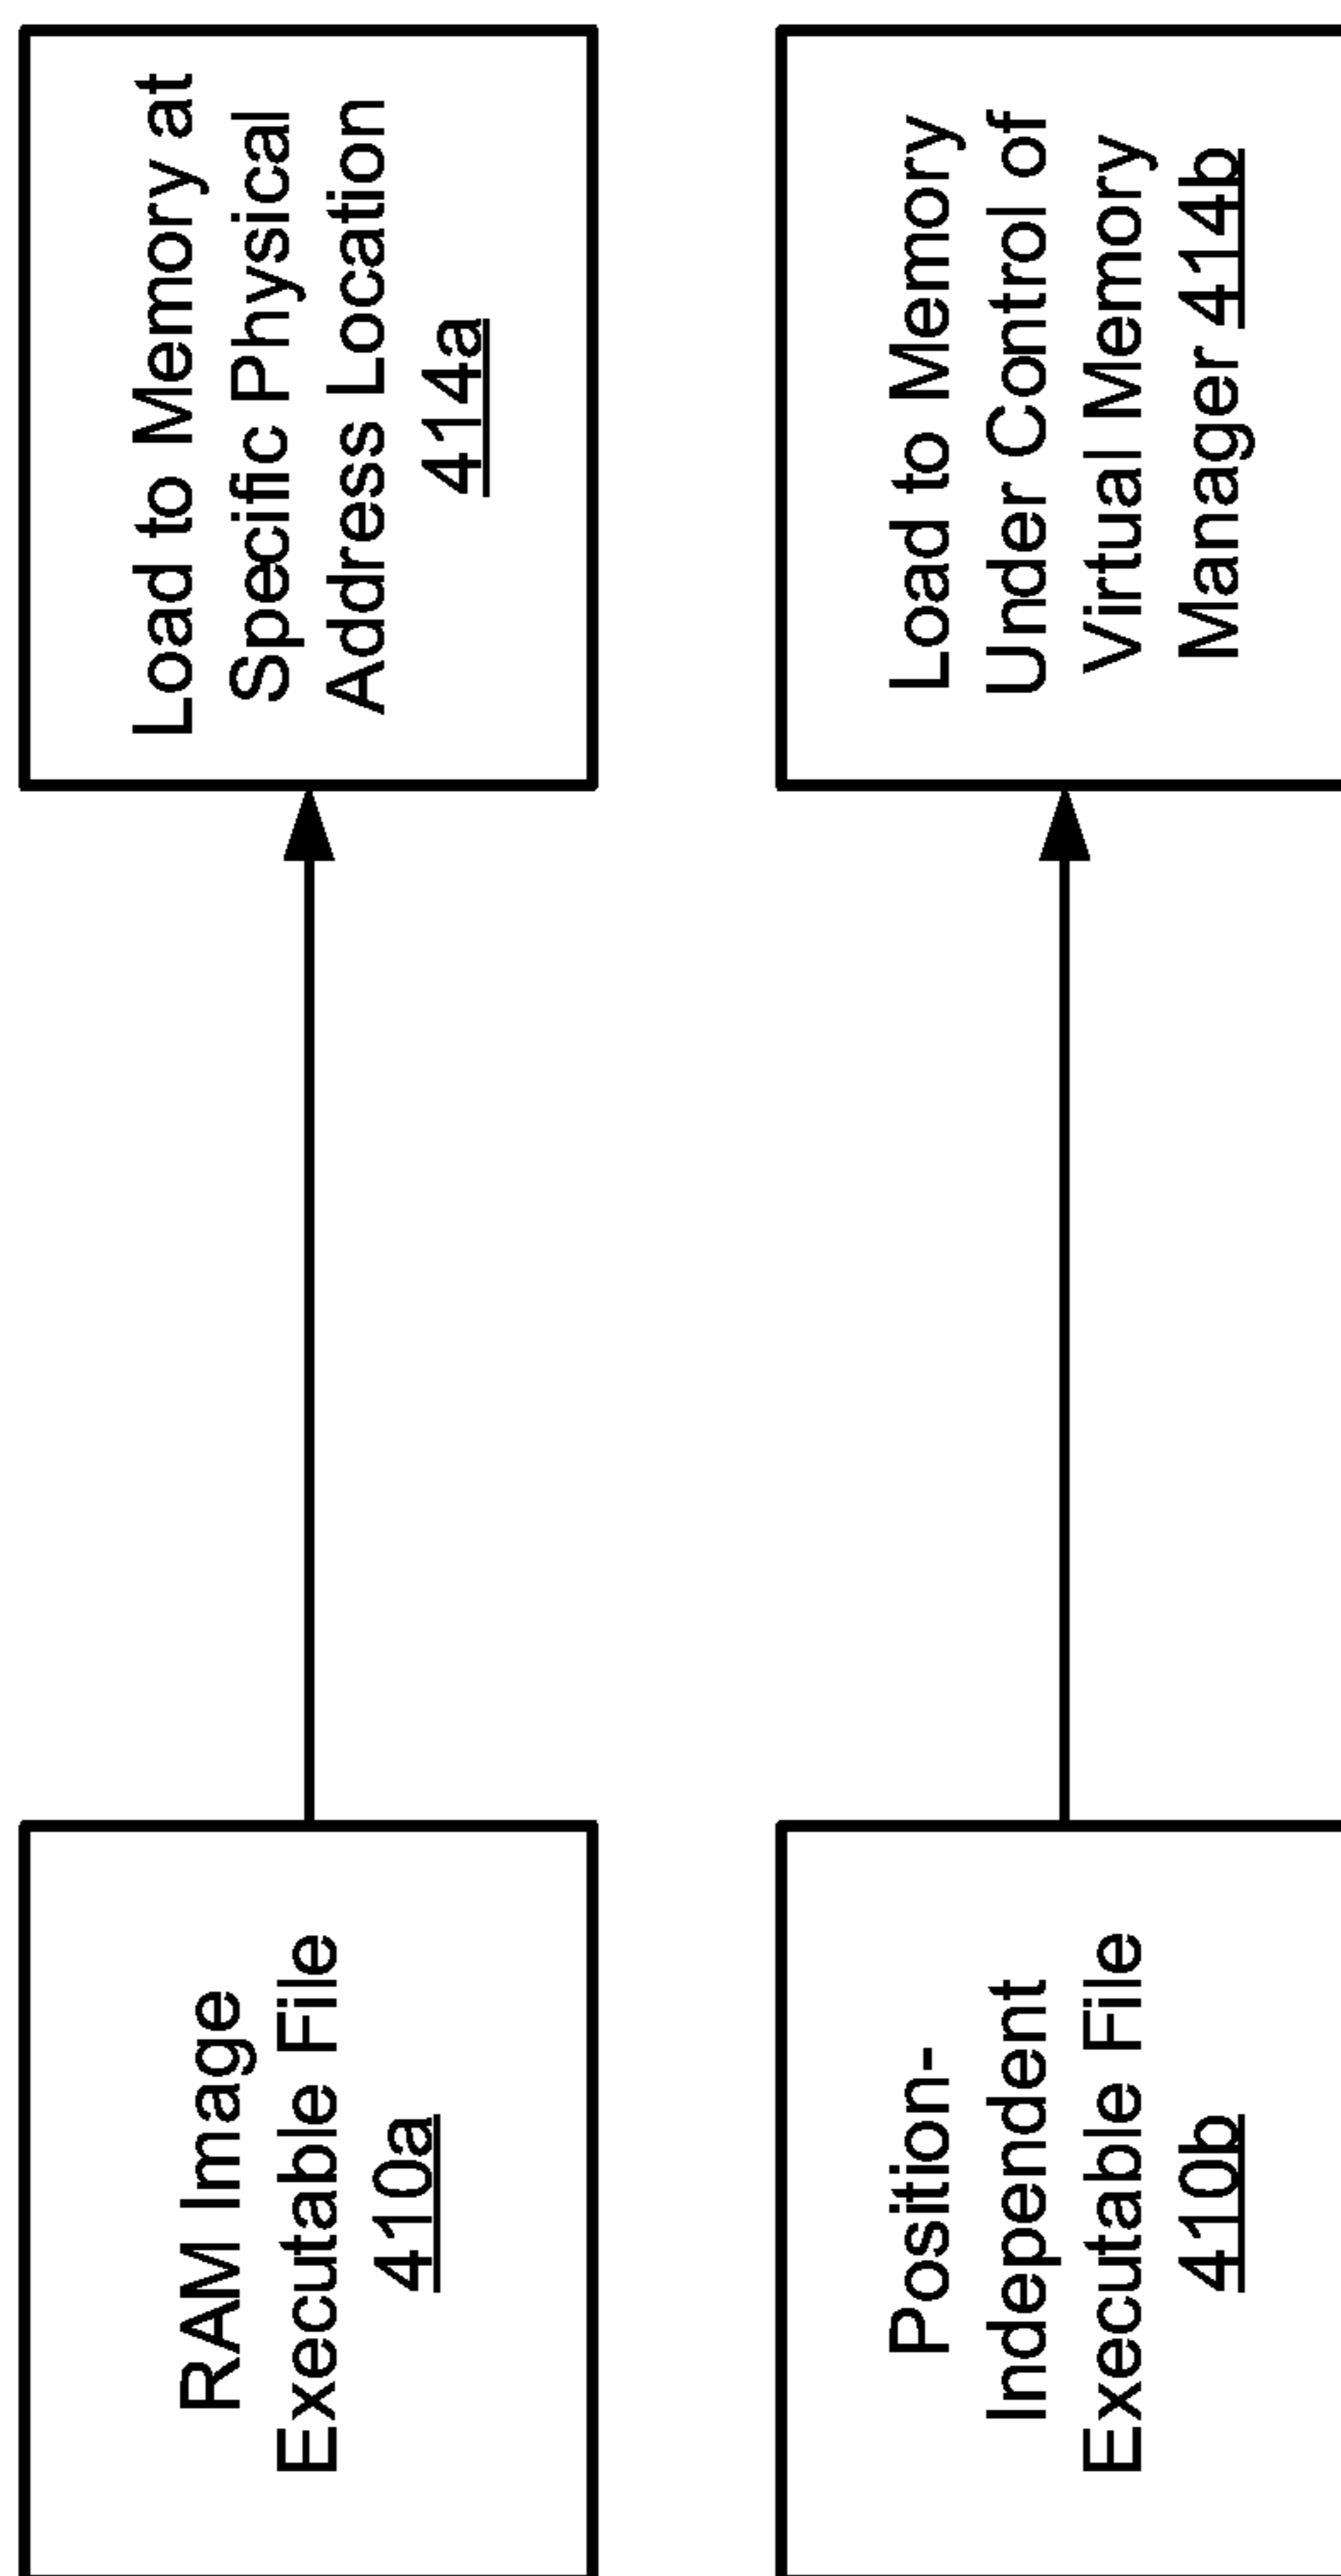 RAM Image
Executable File
410a
Load to Memory at
Specific Physical
Address Location
414a
Position-
Independent
Executable File
410b
Load to Memory
Under Control of
Virtual Memory
Manager 414b